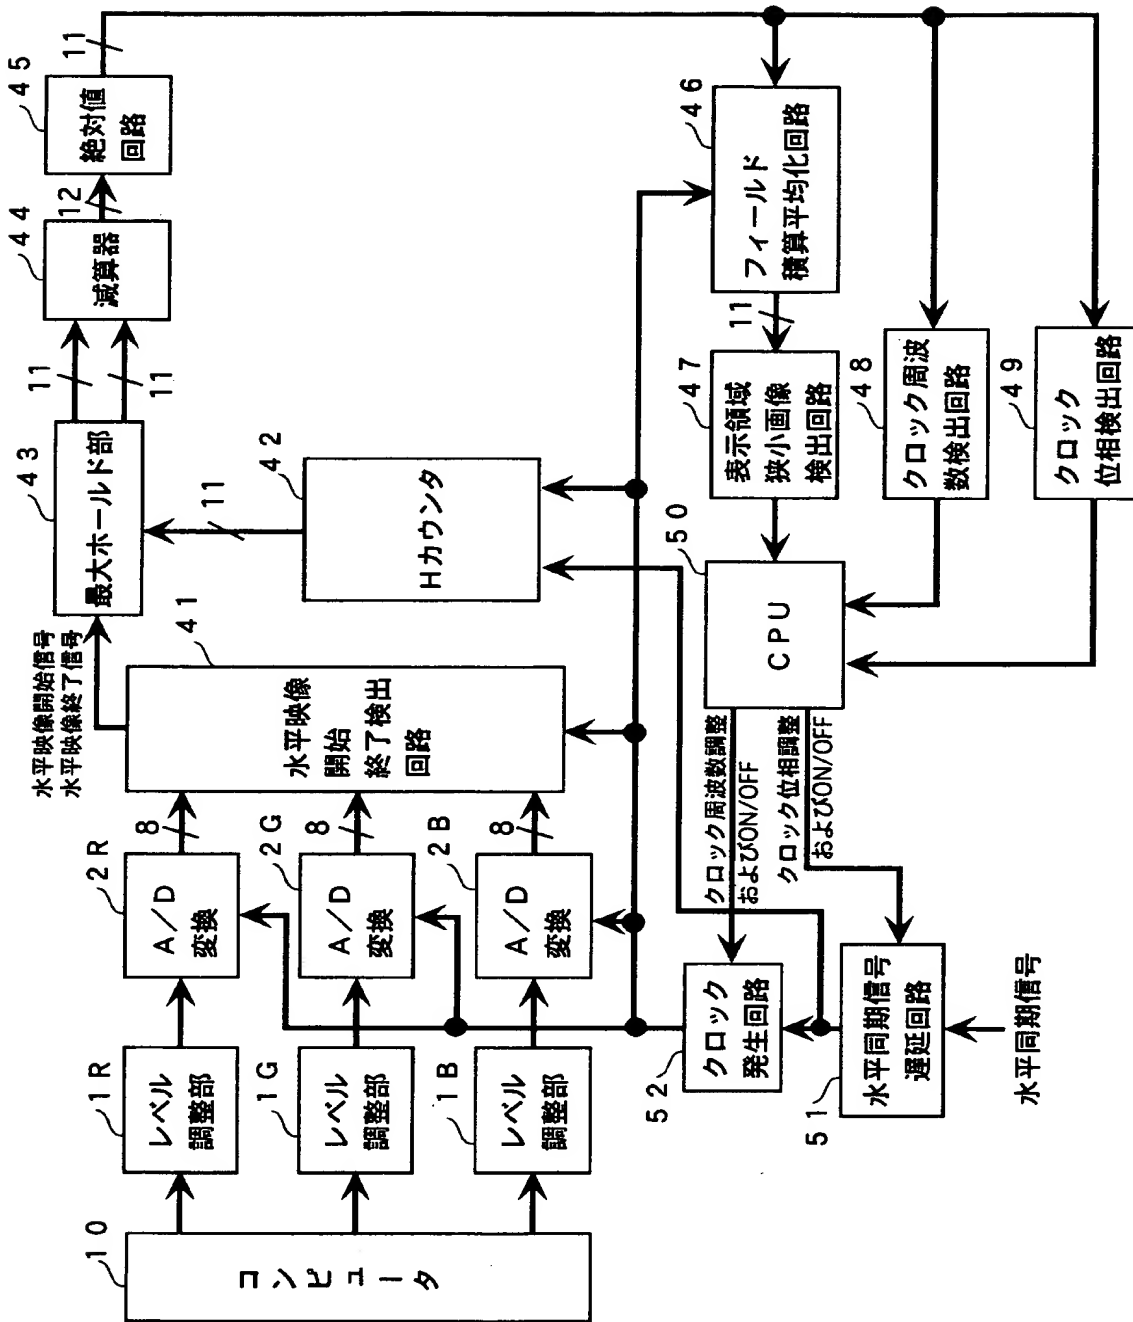 10
コンピュータ
1R
レベル
調整部
1G
レベル
調整部
1B
レベル
調整部
2R
A/D
変換
2G
A/D
変換
2B
A/D
変換
8
8
8
水平映像開始信号
水平映像終了信号
41
水平映像
開始
終了検出
回路
42
Hカウンタ
11
43
最大ホールド部
11
11
44
減算器
12
45
絶対値
回路
11
46
フィールド
積算平均化回路
11
47
表示領域
狭小画像
検出回路
48
クロック周波
数検出回路
49
クロック
位相検出回路
50
CPU
クロック周波数調整
およびON/OFF
クロック位相調整
およびON/OFF
52
クロック
発生回路
51
水平同期信号
遅延回路
水平同期信号